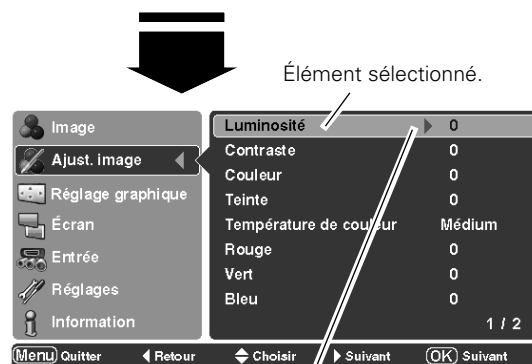 Élément sélectionné.
Image
Ajust. image
Réglage graphique
Écran
Entrée
Réglages
Information
Luminosité 0
Contraste 0
Couleur 0
Teinte 0
Température de couleur Médium
Rouge 0
Vert 0
Bleu 0
1 / 2
Menu Quitter Retour Choisir Suivant OK Suivant